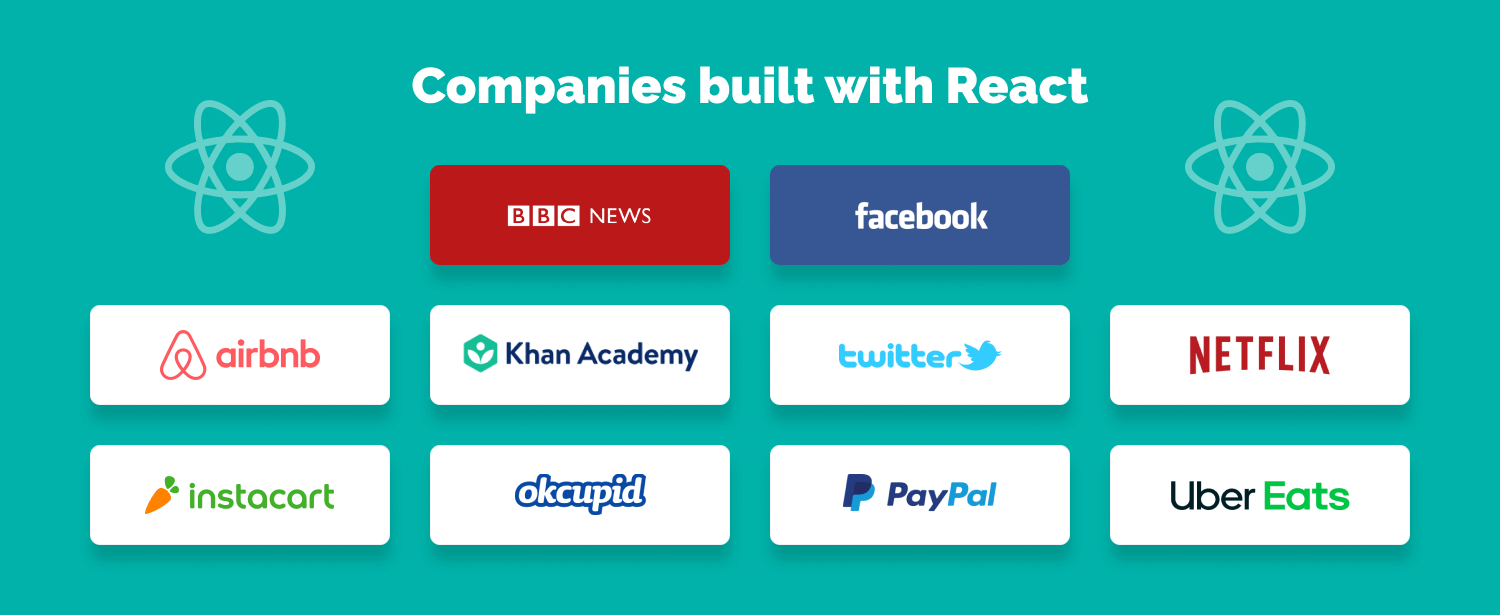 Companies built with React
BBC NEWS
facebook
airbnb
Khan Academy
twitter
NETFLIX
instacart
okcupid
PayPal
Uber Eats